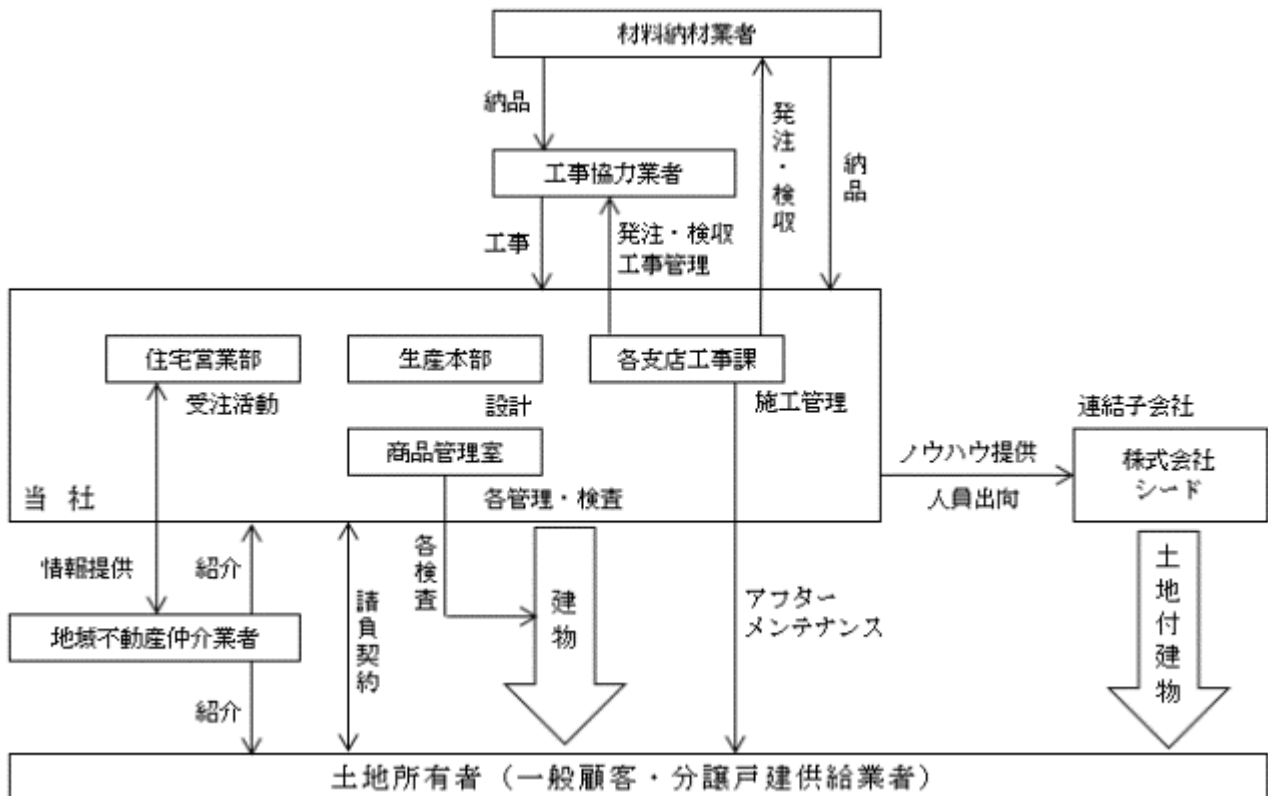 材料納材業者
納品
発注・検収
納品
工事協力業者
工事
発注・検収
工事管理
住宅営業部
生産本部
各支店工事課
受注活動
設計
施工管理
連結子会社
商品管理室
ノウハウ提供
株式会社
シード
当 社
各管理・検査
人員出向
情報提供
紹介
請負契約
各検査
建物
アフター
メンテナンス
土地付建物
地域不動産仲介業者
紹介
土地所有者（一般顧客・分譲戸建供給業者）